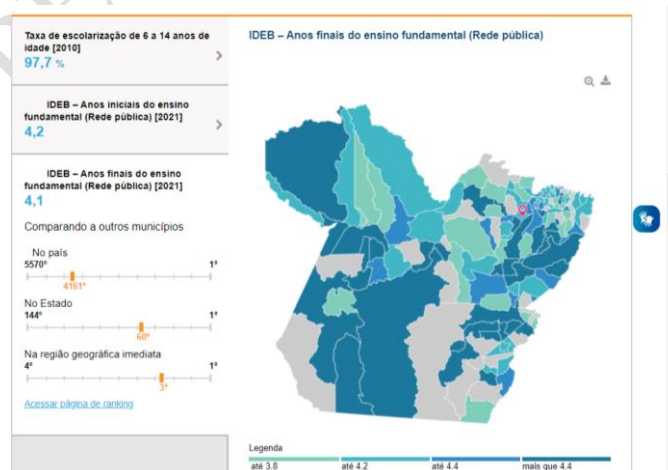 Taxa de escolarização de 6 a 14 anos de
idade [2010]
97,7 %
IDEB – Anos iniciais do ensino
fundamental (Rede pública) [2021]
4,2
IDEB – Anos finais do ensino
fundamental (Rede pública) [2021]
4,1
Comparando a outros municípios
No país
5570º 1º
4161º
No Estado
144º 1º
60º
Na região geográfica imediata
4º 1º
3º
Acessar página de ranking
IDEB – Anos finais do ensino fundamental (Rede pública)
Legenda
até 3.8 até 4.2 até 4.4 mais que 4.4